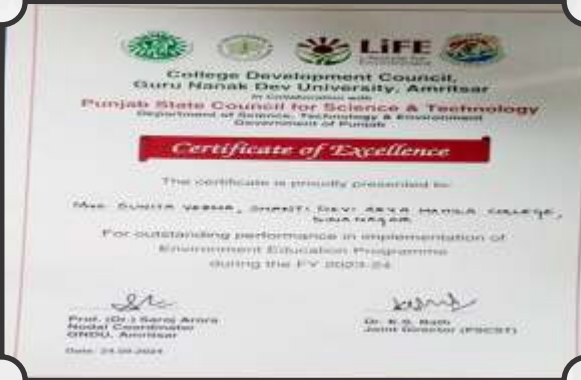 LiFE
College Development Council,
Guru Nanak Dev University, Amritsar
in collaboration with
Punjab State Council for Science & Technology
Department of Science, Technology & Environment
Government of Punjab
Certificate of Excellence
The certificate is proudly presented to:
SUNITA VERMA, SHANTI DEVI ARYA MAHILA COLLEGE,
DINANAGAR
For outstanding performance in implementation of
Environment Education Programme
during the FY 2023-24
Prof. (Dr.) Saroj Arora
Nodal Coordinator
GNDU, Amritsar
Dr. K.S. Bath
Joint Director (PSCST)
Date: 24.09.2024